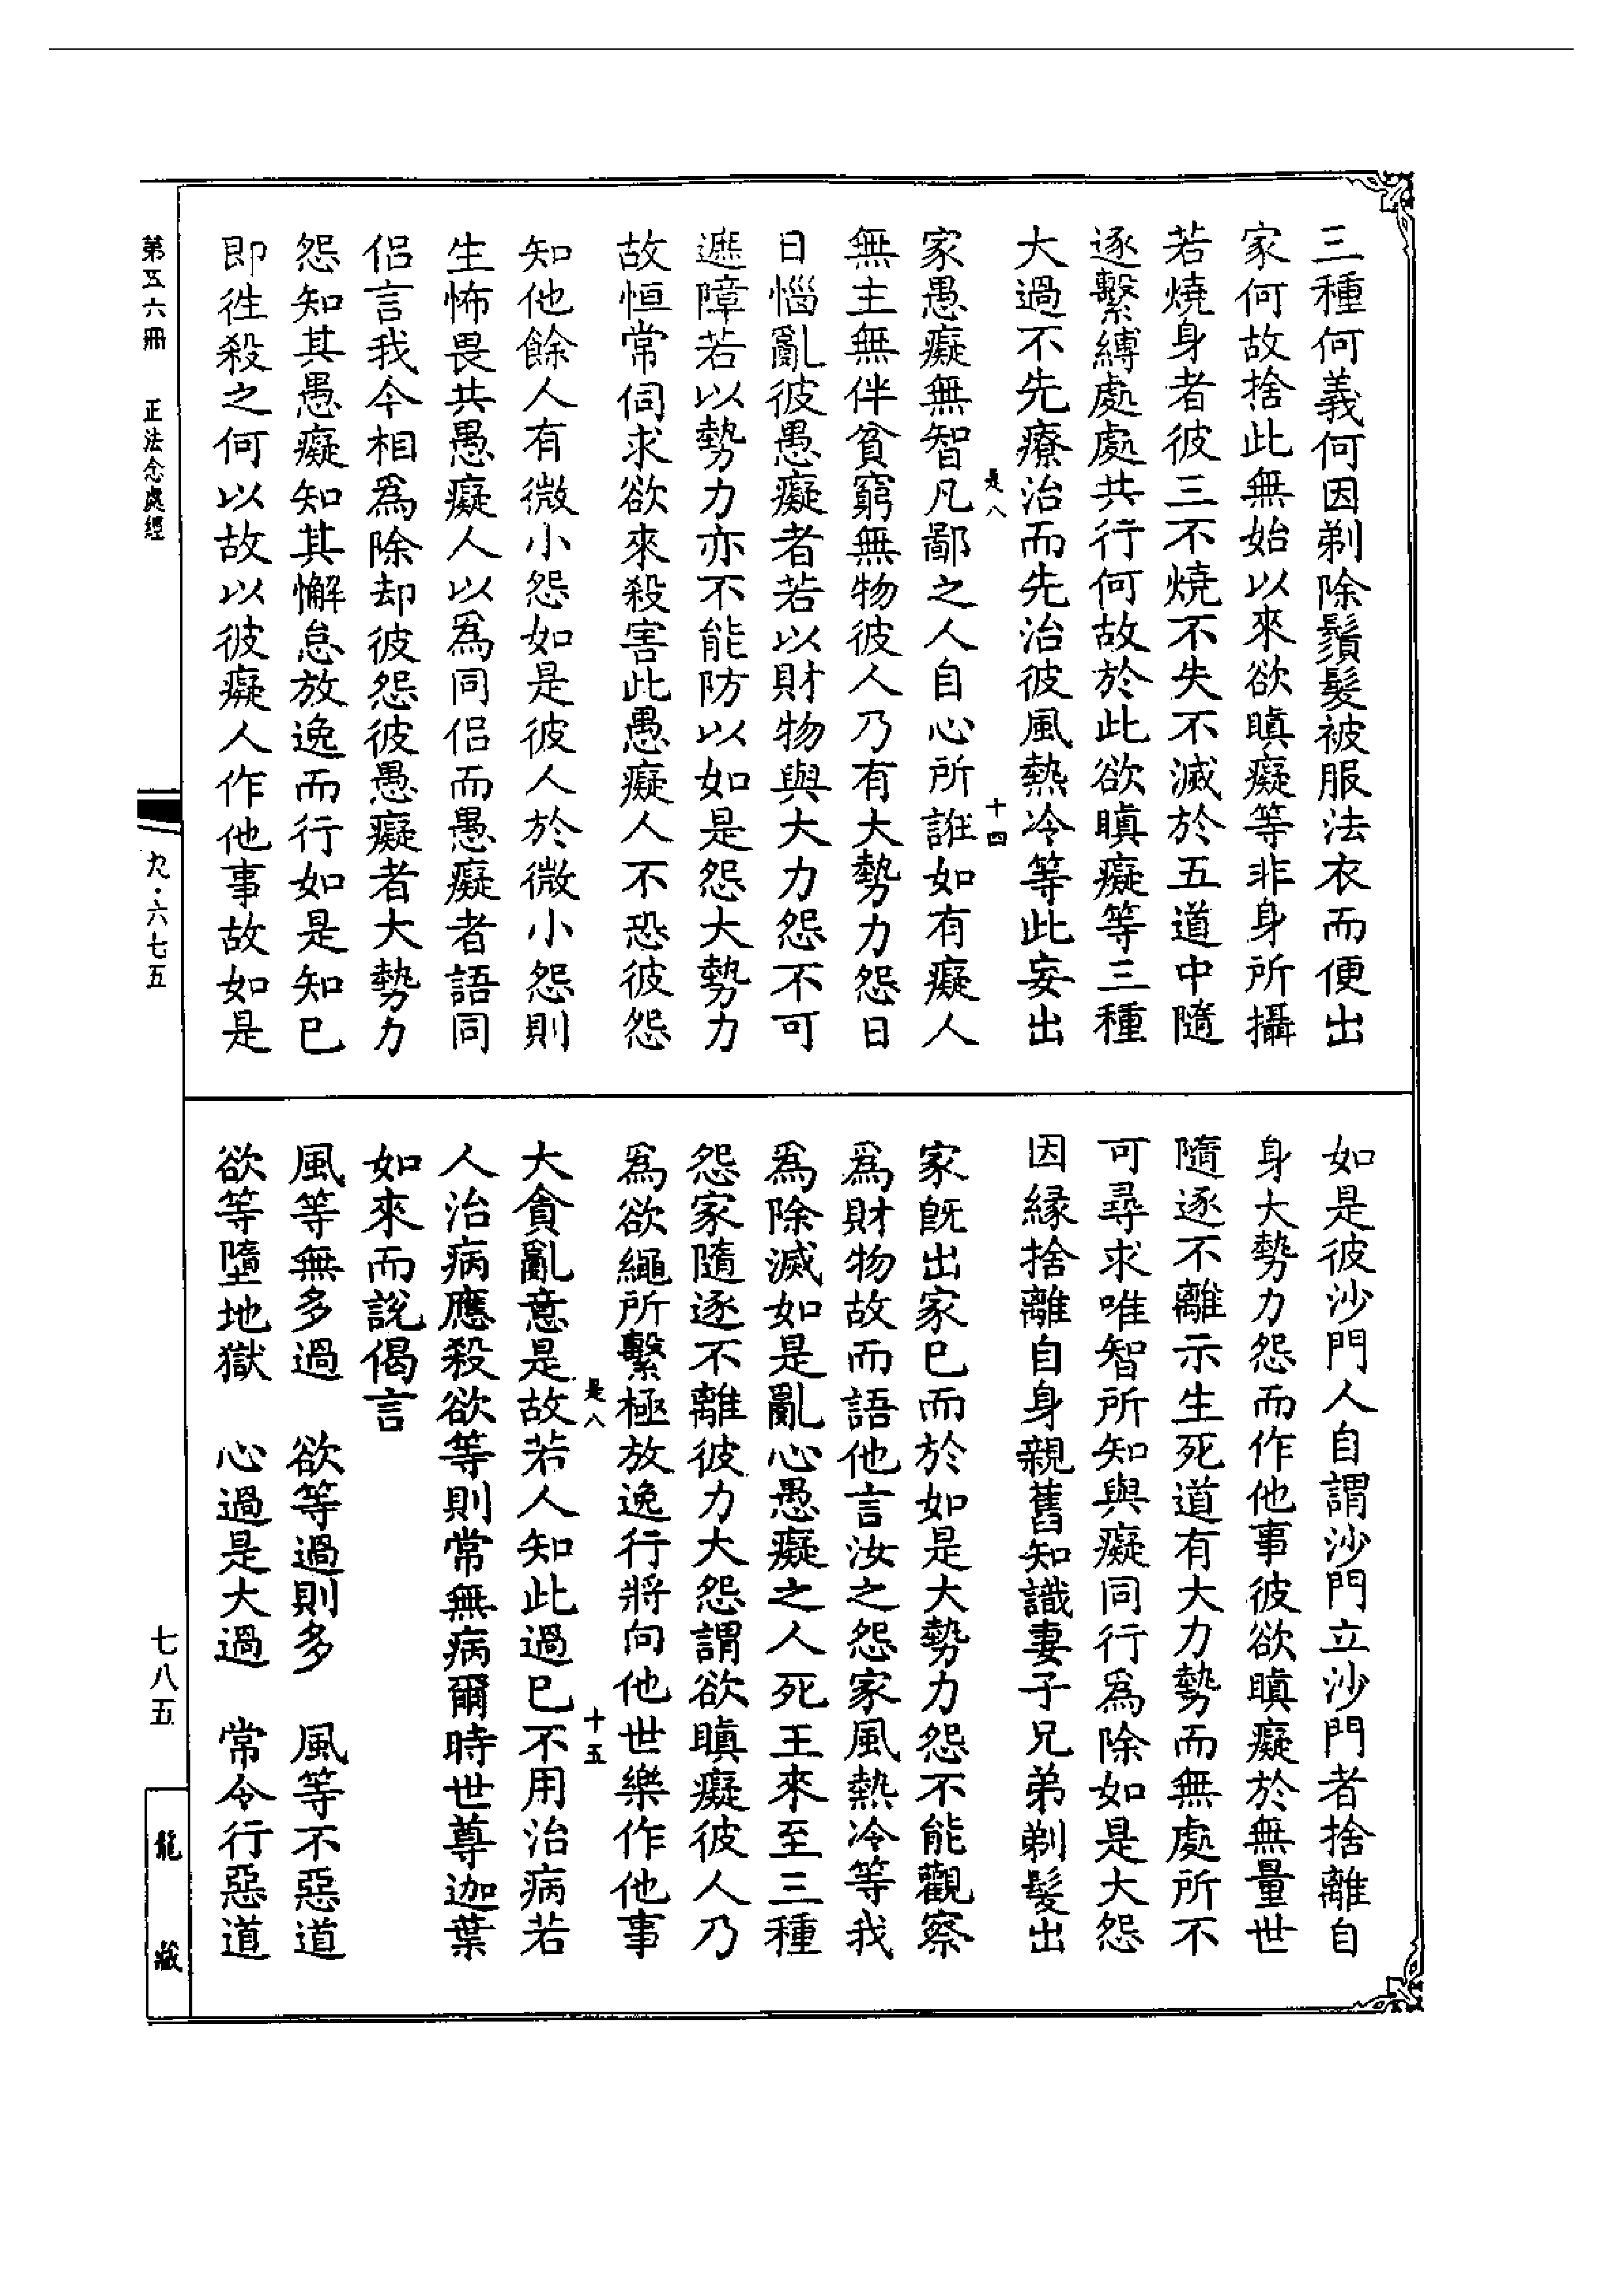 三種何義何因剃除鬚髮被服法衣而便出
家何故捨此無始以來欲瞋癡等非身所攝
若燒身者彼三不燒不失不滅於五道中隨
逐繫縛處處共行何故於此欲瞋癡等三種
大過不先療治而先治彼風熱冷等此妄出
是八
十四
家愚癡無智凡鄙之人自心所誑如有癡人
無主無伴貧窮無物彼人乃有大勢力怨日
日惱亂彼愚癡者若以財物與大力怨不可
遮障若以勢力亦不能防以如是怨大勢力
故恒常伺求欲來殺害此愚癡人不恐彼怨
知他餘人有微小怨如是彼人於微小怨則
生怖畏共愚癡人以爲同侶而愚癡者語同
侶言我今相爲除却彼怨彼愚癡者大勢力
怨知其愚癡知其懈怠放逸而行如是知已
即往殺之何以故以彼癡人作他事故如是
如是彼沙門人自謂沙門立沙門者捨離自
身大勢力怨而作他事彼欲瞋癡於無量世
隨逐不離示生死道有大力勢而無處所不
可尋求唯智所知與癡同行爲除如是大怨
因緣捨離自身親舊知識妻子兄弟剃髮出
家既出家已而於如是大勢力怨不能觀察
爲財物故而語他言汝之怨家風熱冷等我
爲除滅如是亂心愚癡之人死王來至三種
怨家隨逐不離彼力大怨謂欲瞋癡彼人乃
爲欲繩所繫極放逸行將向他世樂作他事
是八
十五
大貪亂意是故若人知此過已不用治病若
人治病應殺欲等則常無病爾時世尊迦葉
如來而說偈言
風等無多過　欲等過則多　風等不惡道
欲等墮地獄　心過是大過　常令行惡道
第五六冊　正法念處經
九·六七五
七八五
龍藏